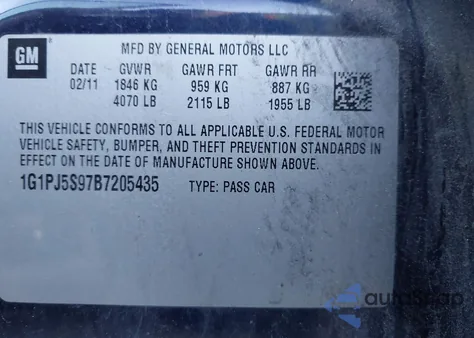 GM
MFD BY GENERAL MOTORS LLC
DATE GVWR GAWR FRT GAWR RR
02/11 1846 KG 959 KG 887 KG
4070 LB 2115 LB 1955 LB
THIS VEHICLE CONFORMS TO ALL APPLICABLE U.S. FEDERAL MOTOR
VEHICLE SAFETY, BUMPER, AND THEFT PREVENTION STANDARDS
IN EFFECT ON THE DATE OF MANUFACTURE SHOWN ABOVE.
1G1PJ5S97B7205435 TYPE: PASS CAR
autoSnap